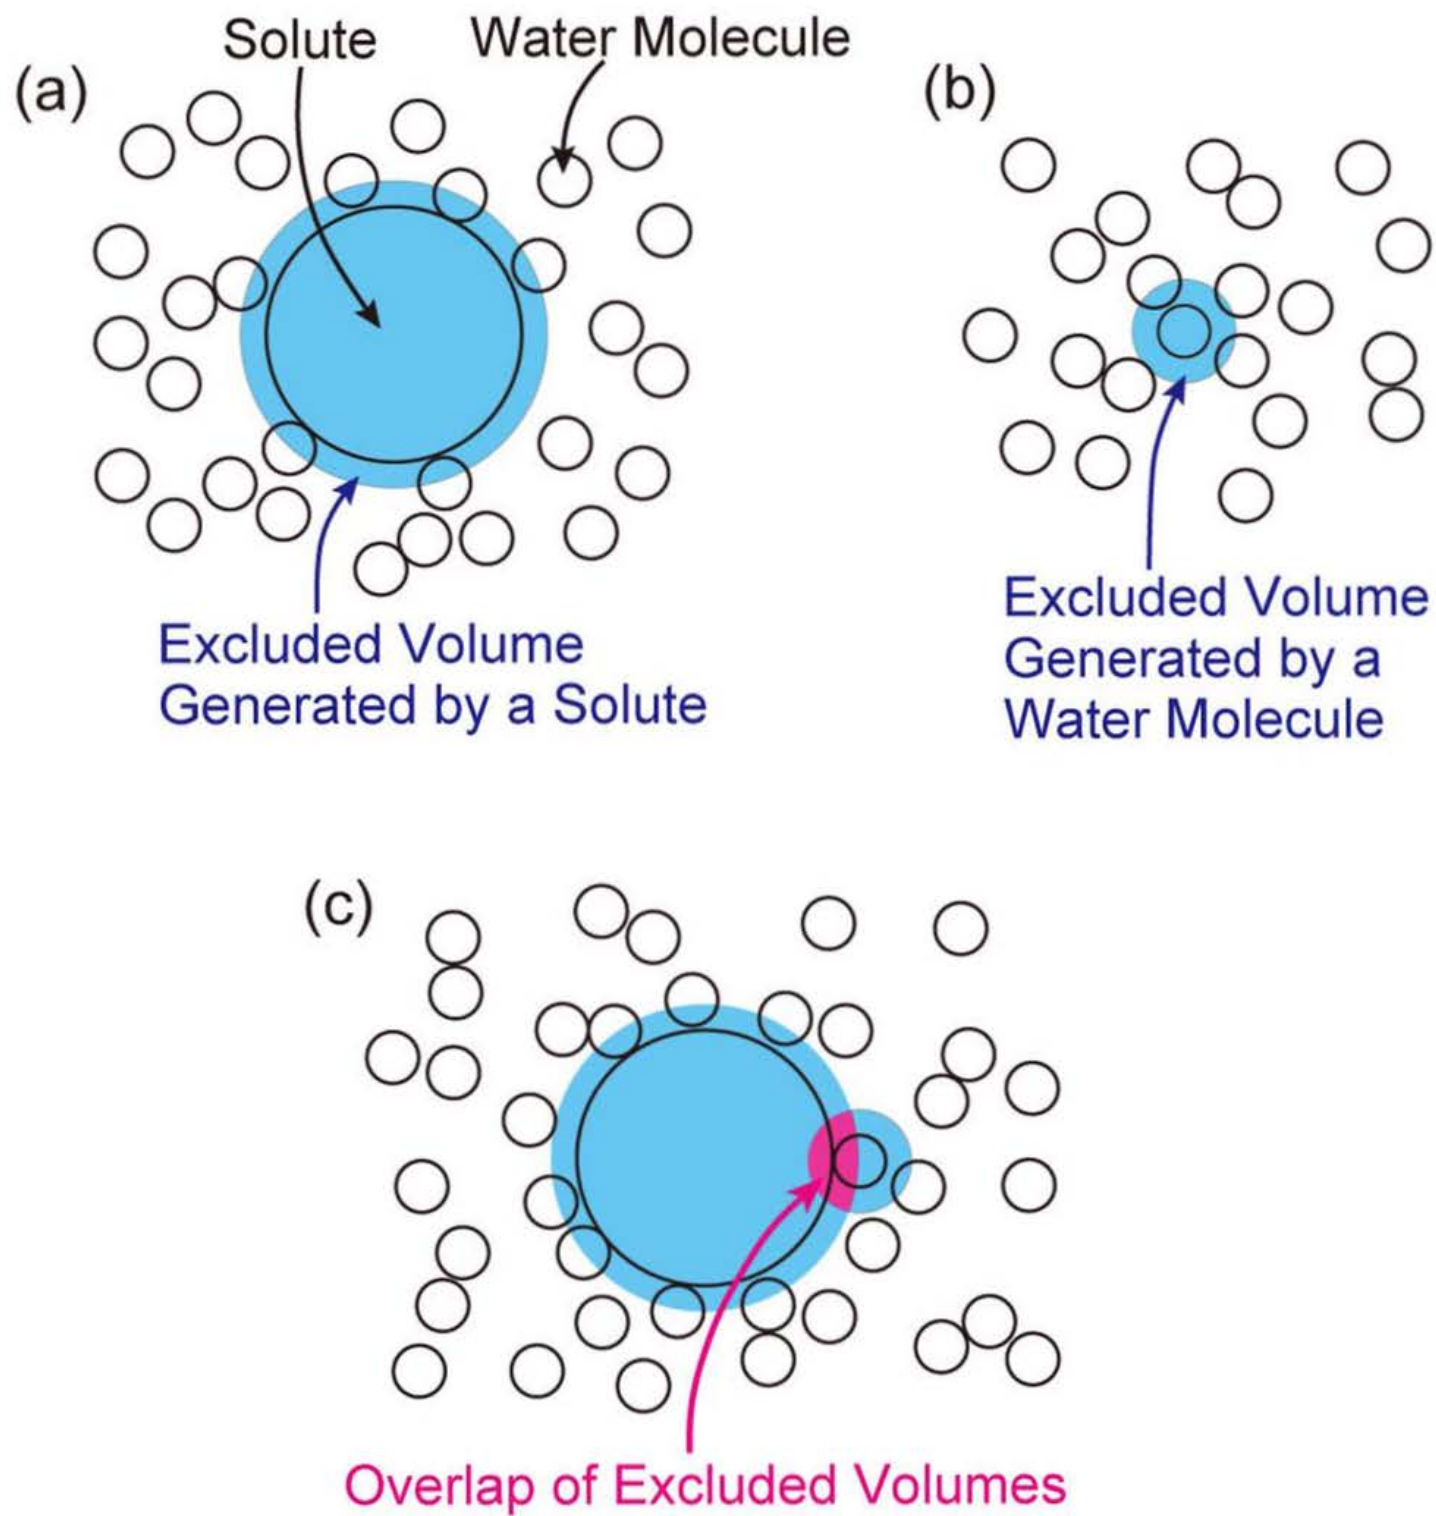 Solute
Water Molecule
(a)
(b)
Excluded Volume
Generated by a Solute
Excluded Volume
Generated by a
Water Molecule
(c)
Overlap of Excluded Volumes